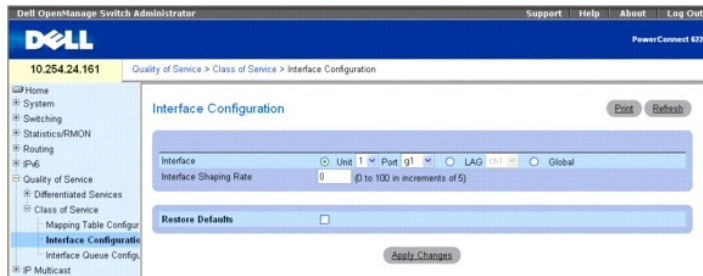 Dell OpenManage Switch Administrator Support Help About Log Out
DELL
PowerConnect 622
10.254.24.161 Quality of Service > Class of Service > Interface Configuration
Home
System
Switching
Statistics/RMON
Routing
IPv6
Quality of Service
Differentiated Services
Class of Service
Mapping Table Configur
Interface Configuratio
Interface Queue Configu
IP Multicast
Interface Configuration Print Refresh
Interface Unit 1 Port g1 LAG ch1 Global
Interface Shaping Rate 0 (0 to 100 in increments of 5)
Restore Defaults
Apply Changes